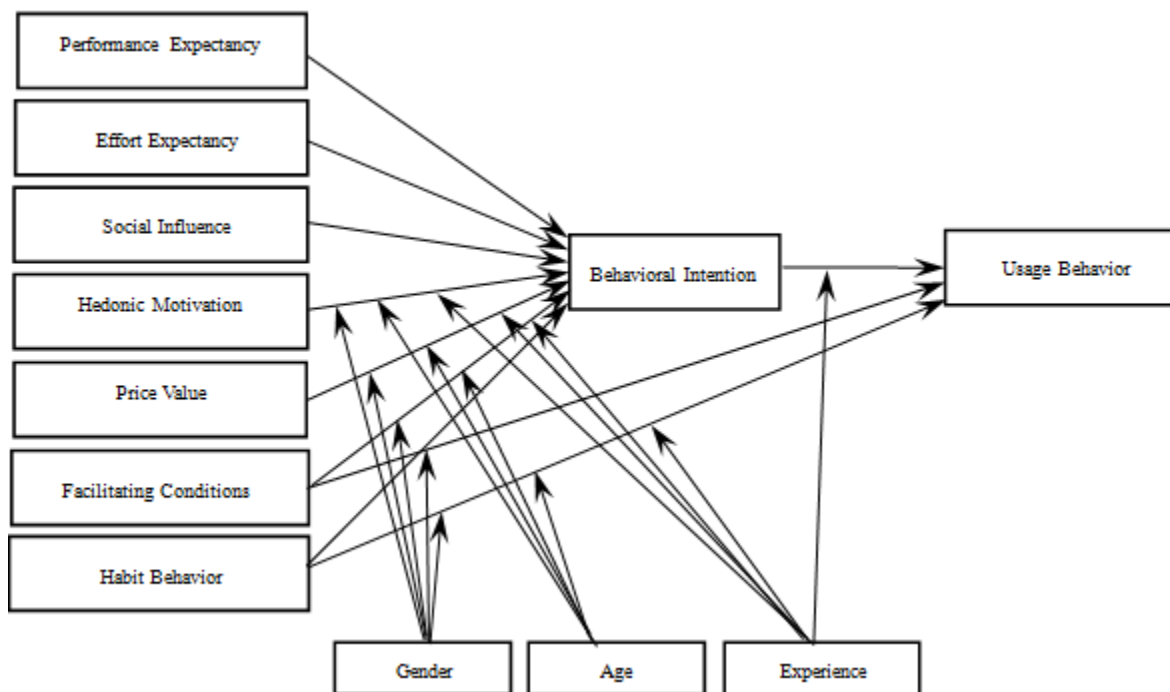 Performance Expectancy
Effort Expectancy
Social Influence
Hedonic Motivation
Behavioral Intention
Usage Behavior
Price Value
Facilitating Conditions
Habit Behavior
Gender
Age
Experience